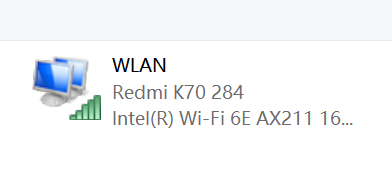 WLAN
Redmi K70 284
Intel(R) Wi-Fi 6E AX211 16...